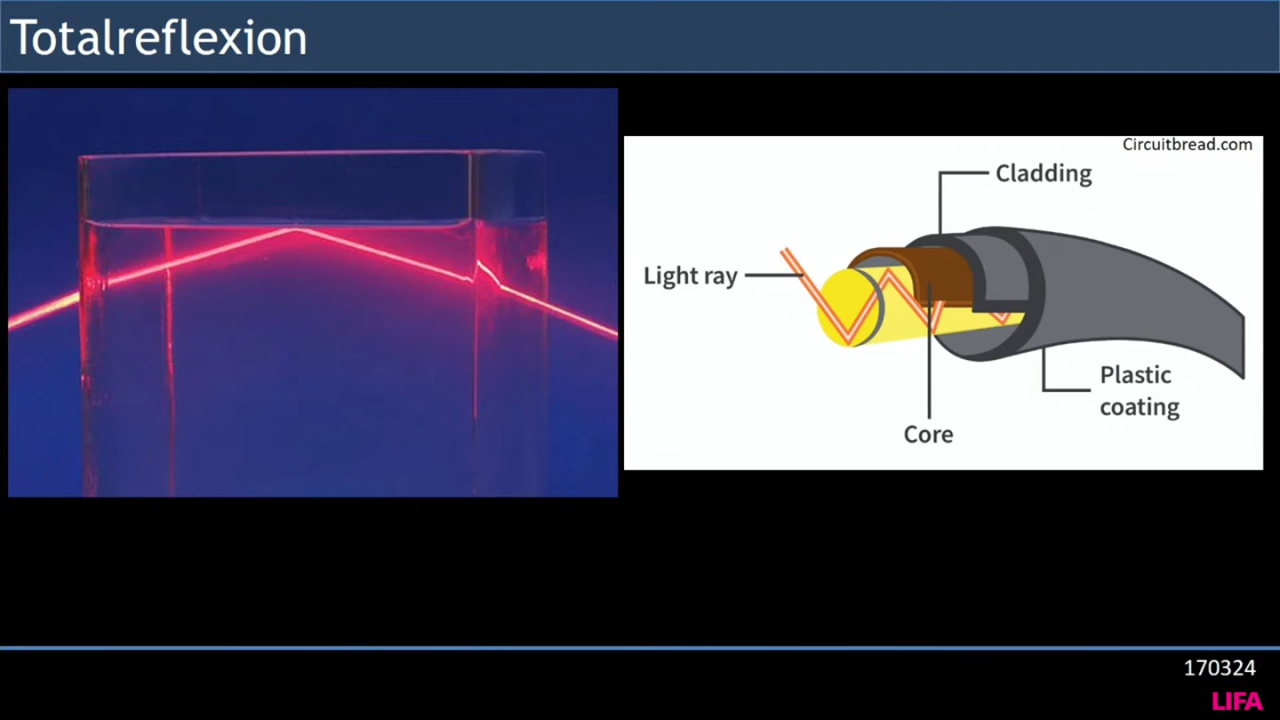 Totalreflexion
Circuitbread.com
Cladding
Light ray
Plastic
coating
Core
170324
LIFA